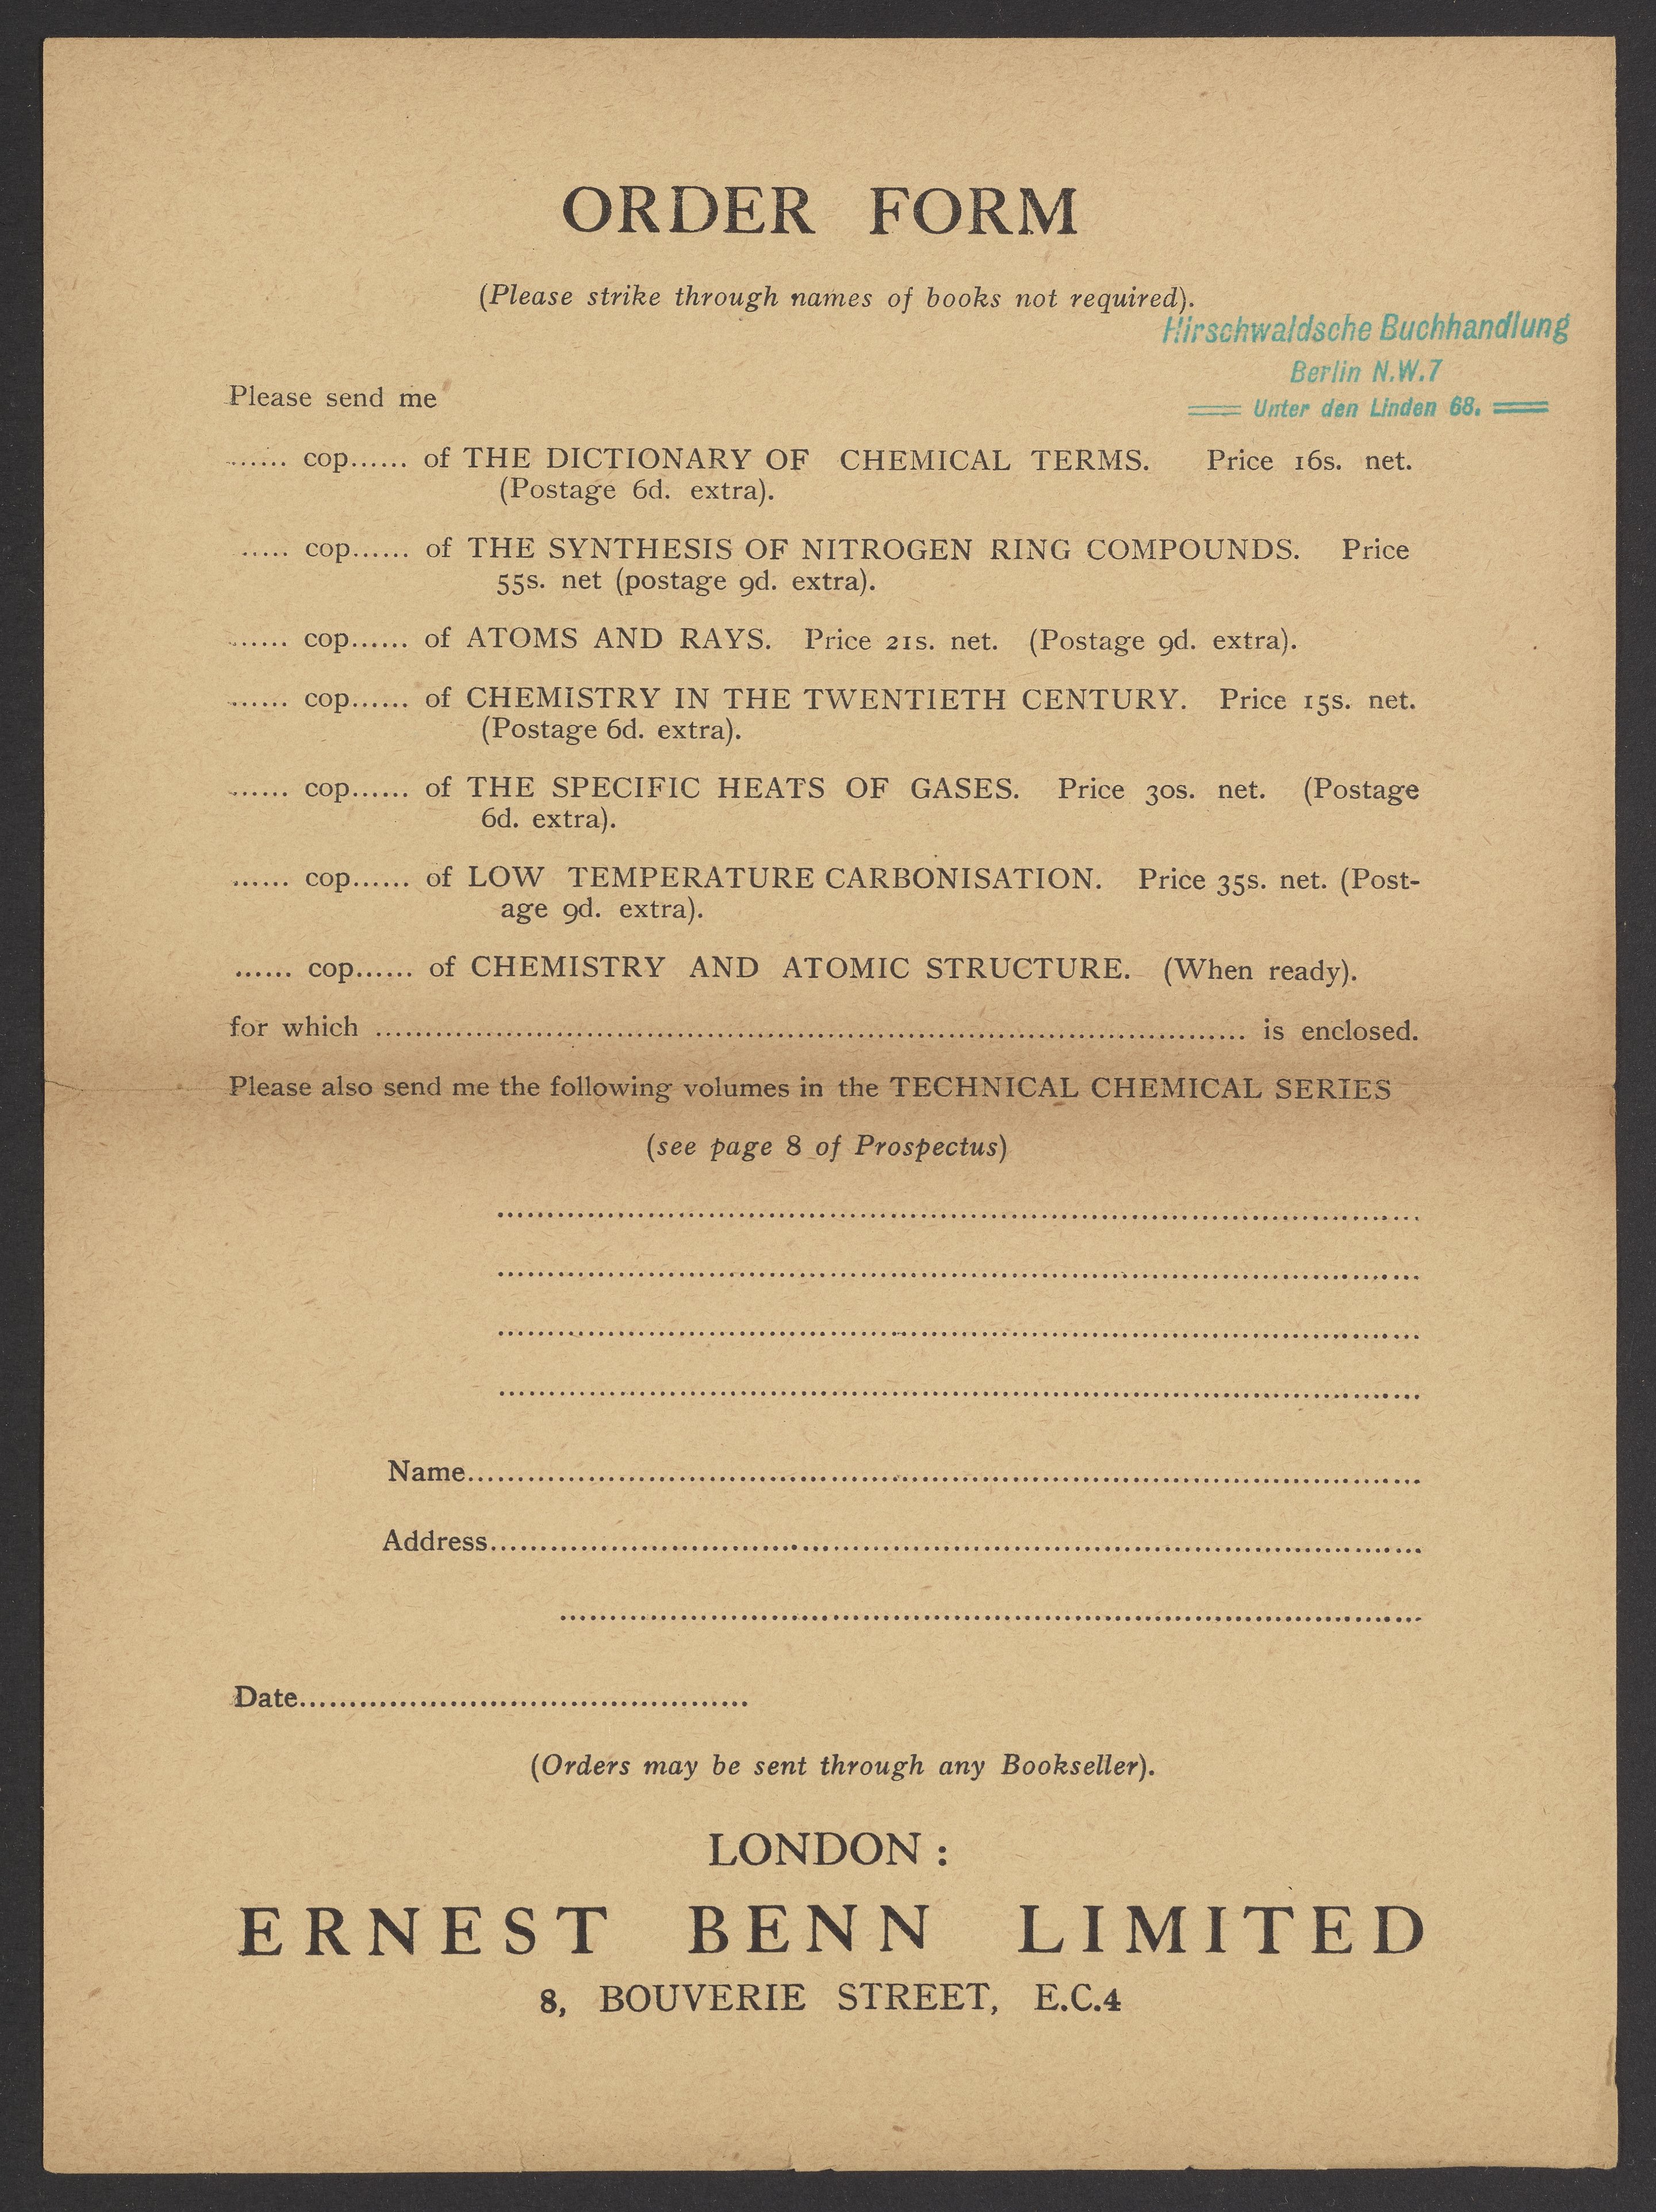 ORDER FORM
(Please strike through names of books not required).
Hirschwaldsche Buchhandlung
Berlin N.W.7
Unter den Linden 68.
Please send me
...... cop...... of THE DICTIONARY OF CHEMICAL TERMS. Price 16s. net.
(Postage 6d. extra).
..... cop...... of THE SYNTHESIS OF NITROGEN RING COMPOUNDS. Price
55s. net (postage 9d. extra).
...... cop...... of ATOMS AND RAYS. Price 21s. net. (Postage 9d. extra).
...... cop...... of CHEMISTRY IN THE TWENTIETH CENTURY. Price 15s. net.
(Postage 6d. extra).
...... cop...... of THE SPECIFIC HEATS OF GASES. Price 30s. net. (Postage
6d. extra).
...... cop...... of LOW TEMPERATURE CARBONISATION. Price 35s. net. (Post-
age 9d. extra).
...... cop...... of CHEMISTRY AND ATOMIC STRUCTURE. (When ready).
for which ........................................ is enclosed.
Please also send me the following volumes in the TECHNICAL CHEMICAL SERIES
(see page 8 of Prospectus)
Name........................................
Address........................................
Date........................................
(Orders may be sent through any Bookseller).
LONDON :
ERNEST BENN LIMITED
8, BOUVERIE STREET, E.C.4